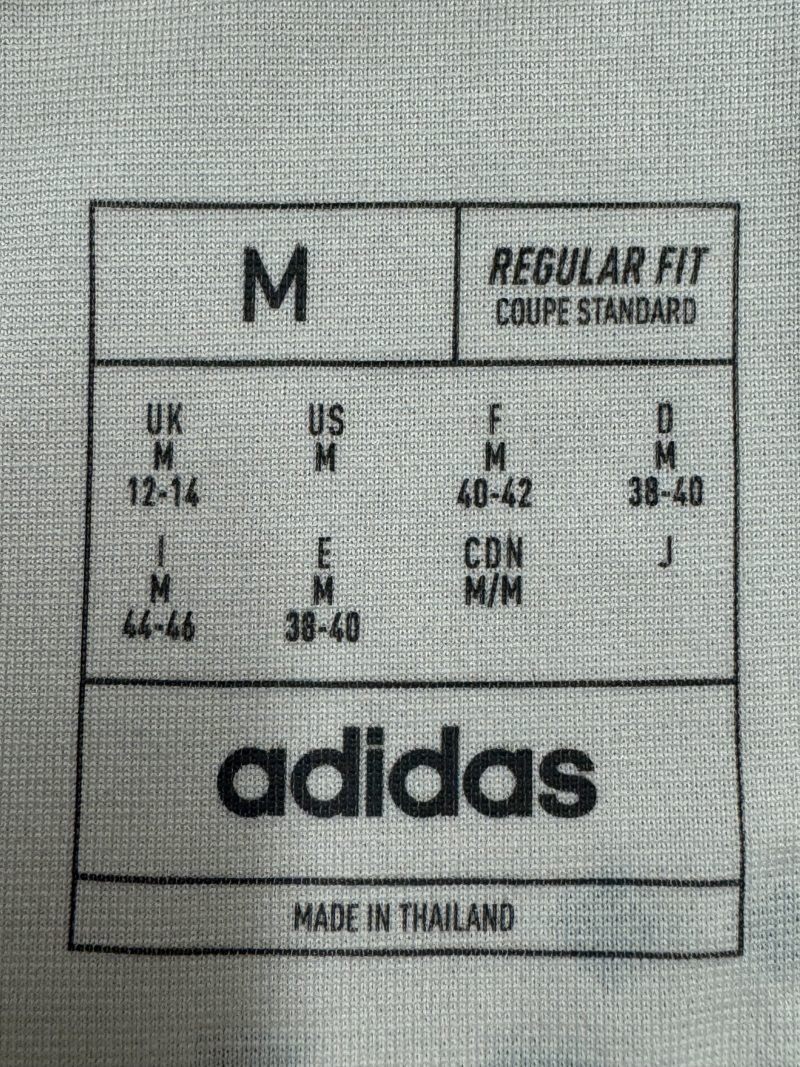 M
REGULAR FIT
COUPE STANDARD
UK US F D
M M M M
12-14 40-42 38-40
I E CDN J
M M M/M
44-46 38-40
adidas
MADE IN THAILAND